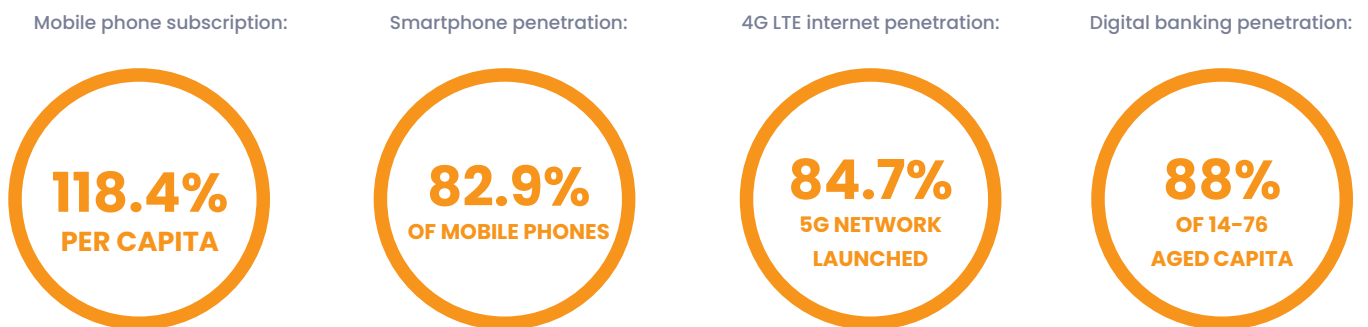 Mobile phone subscription:
118.4%
PER CAPITA
Smartphone penetration:
82.9%
OF MOBILE PHONES
4G LTE internet penetration:
84.7%
5G NETWORK
LAUNCHED
Digital banking penetration:
88%
OF 14-76
AGED CAPITA